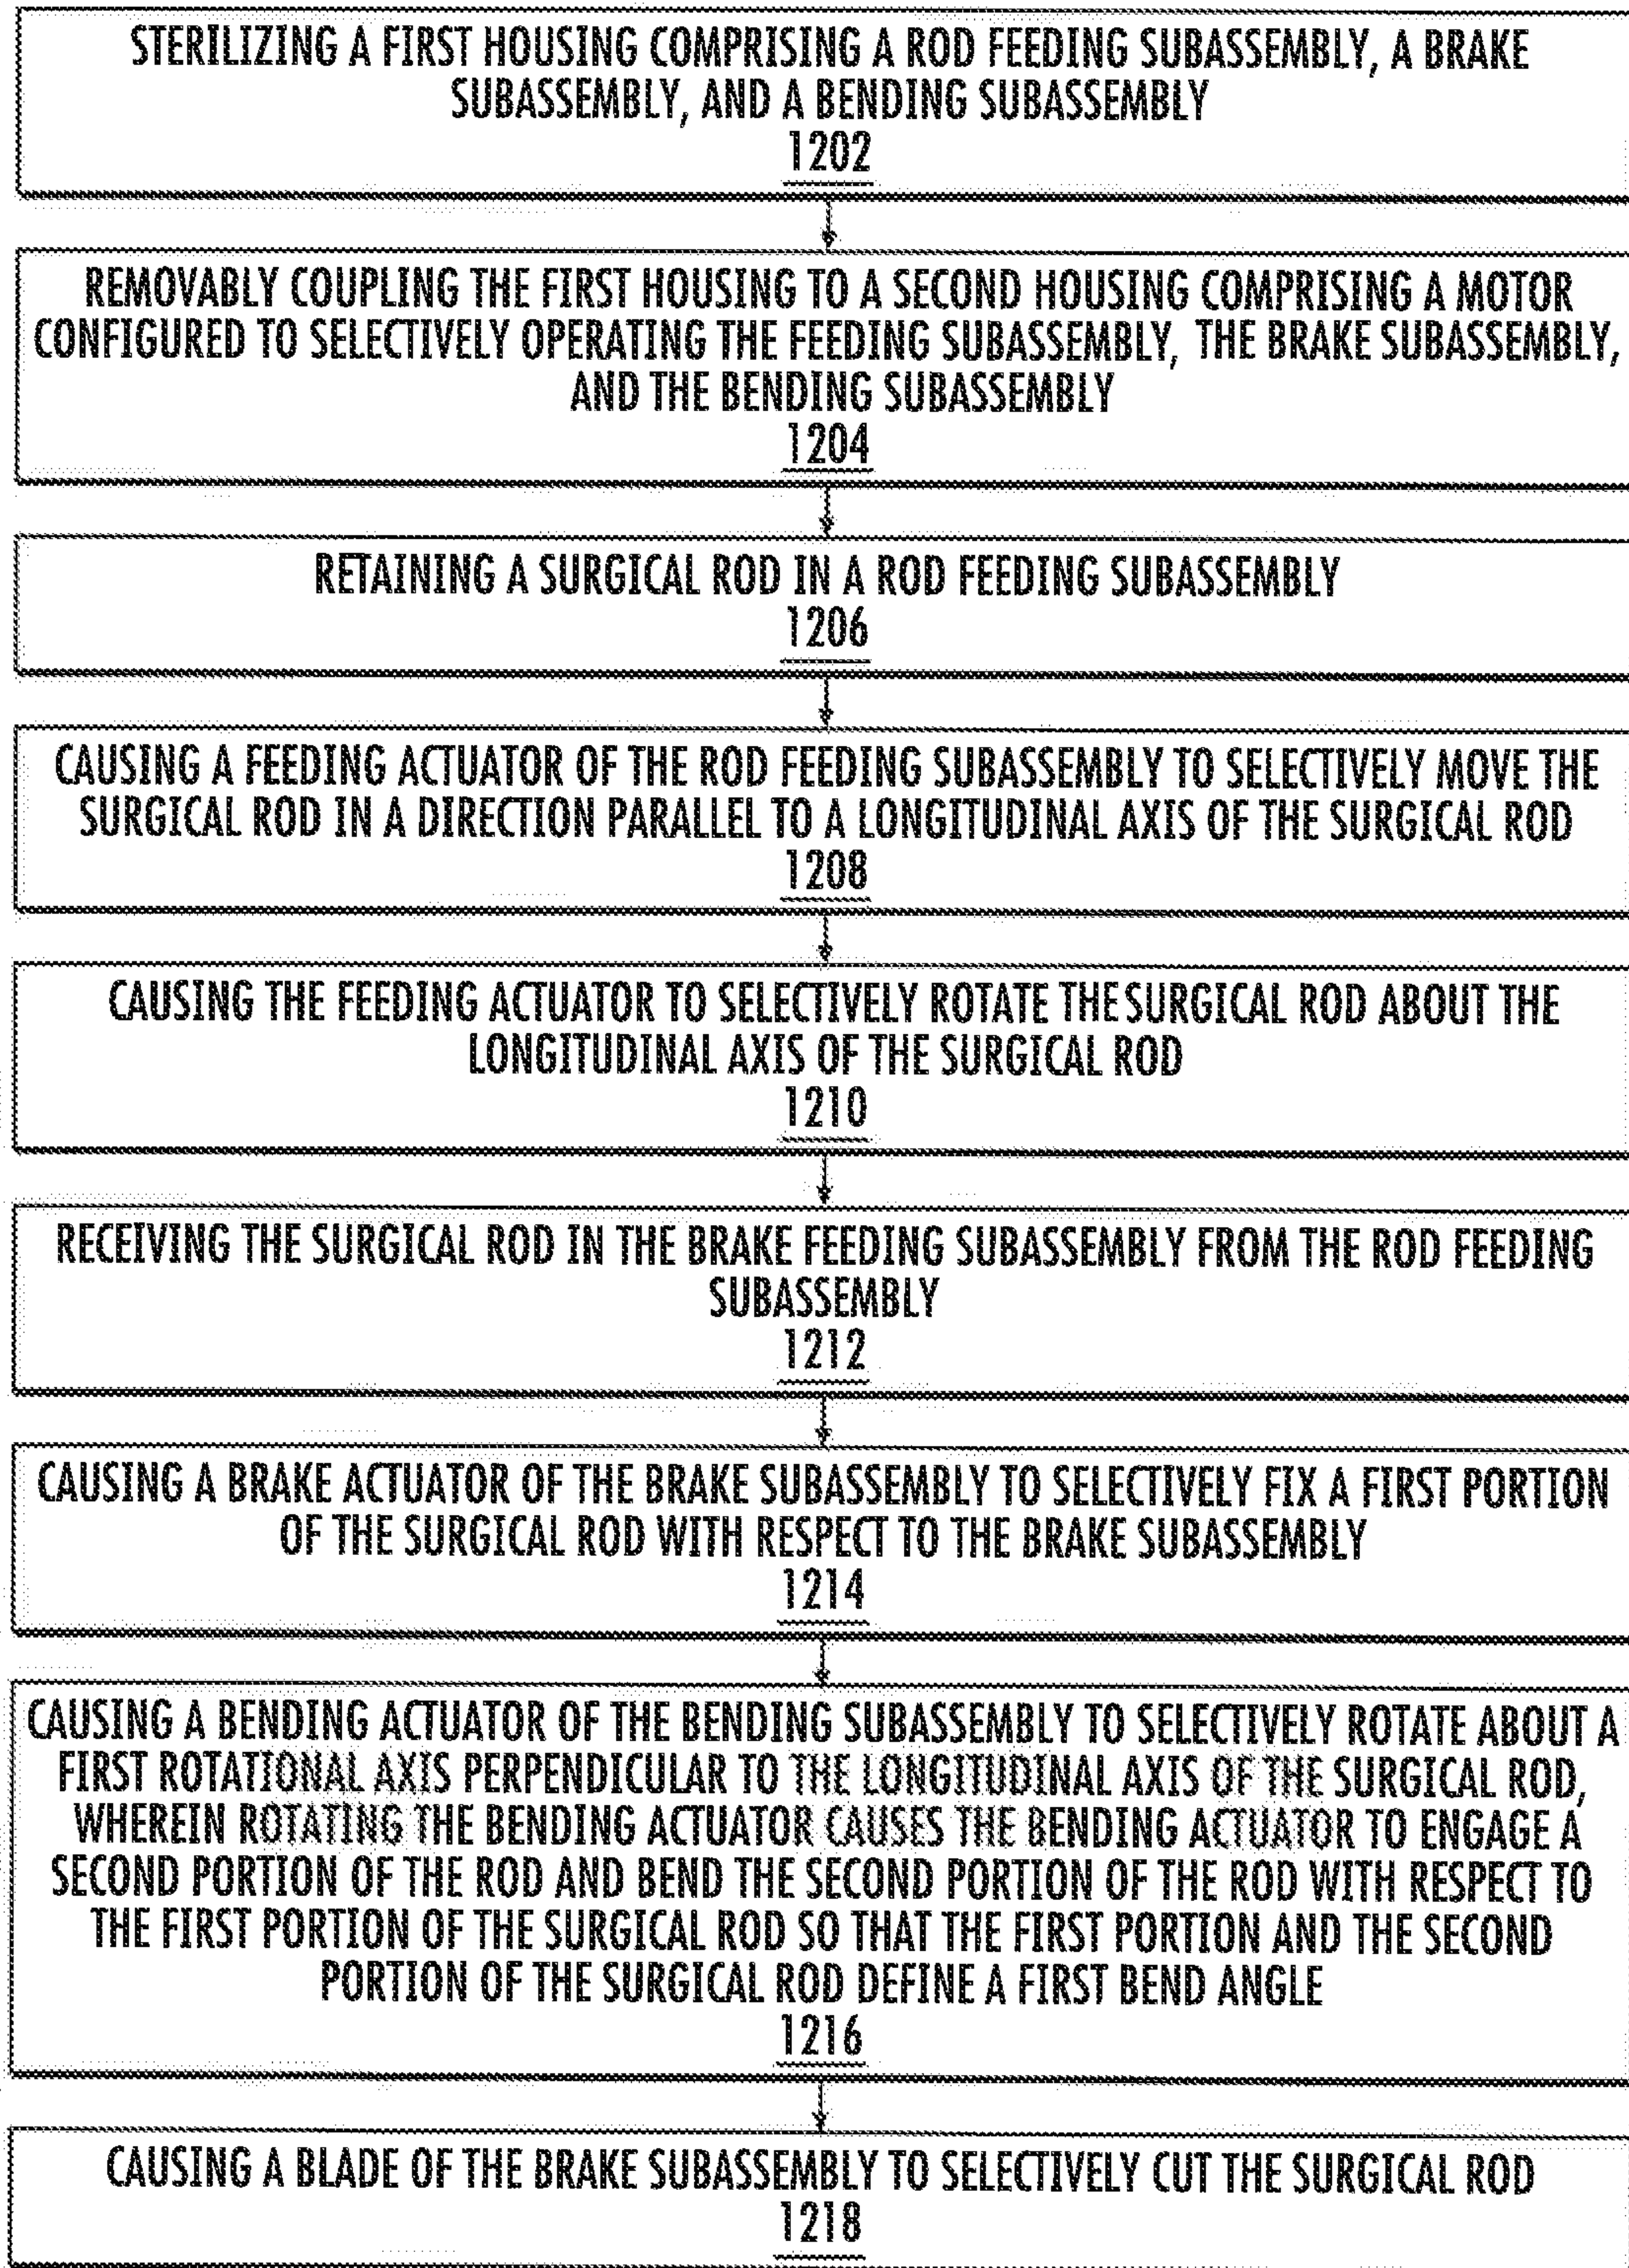 STERILIZING A FIRST HOUSING COMPRISING A ROD FEEDING SUBASSEMBLY, A BRAKE
SUBASSEMBLY, AND A BENDING SUBASSEMBLY
1202
REMOVABLY COUPLING THE FIRST HOUSING TO A SECOND HOUSING COMPRISING A MOTOR
CONFIGURED TO SELECTIVELY OPERATING THE FEEDING SUBASSEMBLY, THE BRAKE SUBASSEMBLY,
AND THE BENDING SUBASSEMBLY
1204
RETAINING A SURGICAL ROD IN A ROD FEEDING SUBASSEMBLY
1206
CAUSING A FEEDING ACTUATOR OF THE ROD FEEDING SUBASSEMBLY TO SELECTIVELY MOVE THE
SURGICAL ROD IN A DIRECTION PARALLEL TO A LONGITUDINAL AXIS OF THE SURGICAL ROD
1208
CAUSING THE FEEDING ACTUATOR TO SELECTIVELY ROTATE THE SURGICAL ROD ABOUT THE
LONGITUDINAL AXIS OF THE SURGICAL ROD
1210
RECEIVING THE SURGICAL ROD IN THE BRAKE FEEDING SUBASSEMBLY FROM THE ROD FEEDING
SUBASSEMBLY
1212
CAUSING A BRAKE ACTUATOR OF THE BRAKE SUBASSEMBLY TO SELECTIVELY FIX A FIRST PORTION
OF THE SURGICAL ROD WITH RESPECT TO THE BRAKE SUBASSEMBLY
1214
CAUSING A BENDING ACTUATOR OF THE BENDING SUBASSEMBLY TO SELECTIVELY ROTATE ABOUT A
FIRST ROTATIONAL AXIS PERPENDICULAR TO THE LONGITUDINAL AXIS OF THE SURGICAL ROD,
WHEREIN ROTATING THE BENDING ACTUATOR CAUSES THE BENDING ACTUATOR TO ENGAGE A
SECOND PORTION OF THE ROD AND BEND THE SECOND PORTION OF THE ROD WITH RESPECT TO
THE FIRST PORTION OF THE SURGICAL ROD SO THAT THE FIRST PORTION AND THE SECOND
PORTION OF THE SURGICAL ROD DEFINE A FIRST BEND ANGLE
1216
CAUSING A BLADE OF THE BRAKE SUBASSEMBLY TO SELECTIVELY CUT THE SURGICAL ROD
1218